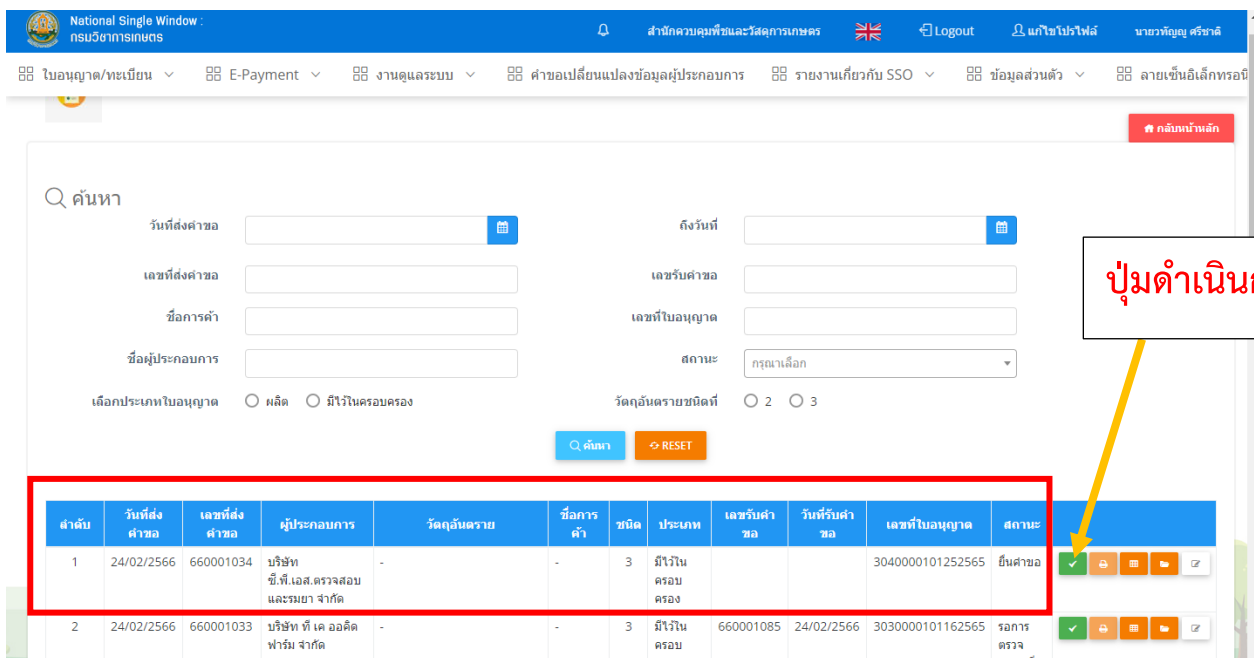 National Single Window :
กรมวิชาการเกษตร
สำนักควบคุมพืชและวัสดุการเกษตร
Logout
แก้ไขโปรไฟล์
นายวทัญญู ศรีชาติ
ใบอนุญาต/ทะเบียน
E-Payment
งานดูแลระบบ
คำขอเปลี่ยนแปลงข้อมูลผู้ประกอบการ
รายงานเกี่ยวกับ SSO
ข้อมูลส่วนตัว
ลายเซ็นอิเล็กทรอนิ
กลับหน้าหลัก
ค้นหา
วันที่ส่งคำขอ ถึงวันที่
เลขที่ส่งคำขอ เลขรับคำขอ
ปุ่มดำเนิน
ชื่อการค้า เลขที่ใบอนุญาต
ชื่อผู้ประกอบการ สถานะ กรุณาเลือก
เลือกประเภทใบอนุญาต ผลิต มีไว้ในครอบครอง วัตถุอันตรายชนิดที่ 2 3
ค้นหา RESET
ลำดับ วันที่ส่งคำขอ เลขที่ส่งคำขอ ผู้ประกอบการ วัตถุอันตราย ชื่อการค้า ชนิด ประเภท เลขรับคำขอ วันที่รับคำขอ เลขที่ใบอนุญาต สถานะ
1 24/02/2566 660001034 บริษัท - - 3 มีไว้ใน 3040000101252565 ยื่นคำขอ
ซี.พี.เอส.ตรวจสอบ ครอบ
และรมยา จำกัด ครอง
2 24/02/2566 660001033 บริษัท ที เค ออคิด - - 3 มีไว้ใน 660001085 24/02/2566 3030000101162565 รอการ
ฟาร์ม จำกัด ครอบ ตรวจ